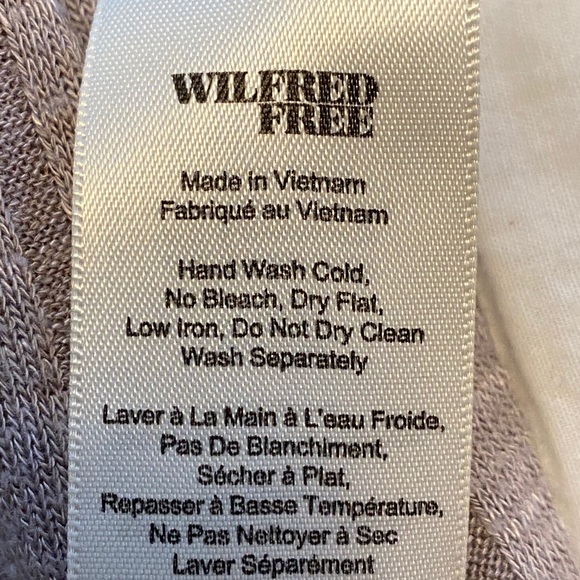 WILFRED
FREE
Made in Vietnam
Fabriqué au Vietnam
Hand Wash Cold,
No Bleach, Dry Flat,
Low Iron, Do Not Dry Clean
Wash Separately
Laver à La Main à L'eau Froide,
Pas De Blanchiment,
Sécher à Plat,
Repasser à Basse Température,
Ne Pas Nettoyer à Sec
Laver Séparément